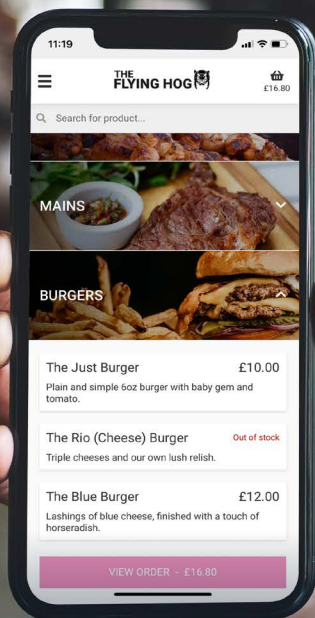 11:19
THE
FLYING HOG
£16.80
Search for product...
MAINS
BURGERS
The Just Burger £10.00
Plain and simple 6oz burger with baby gem and
tomato.
The Rio (Cheese) Burger Out of stock
Triple cheeses and our own lush relish.
The Blue Burger £12.00
Lashings of blue cheese, finished with a touch of
horseradish.
VIEW ORDER - £16.80